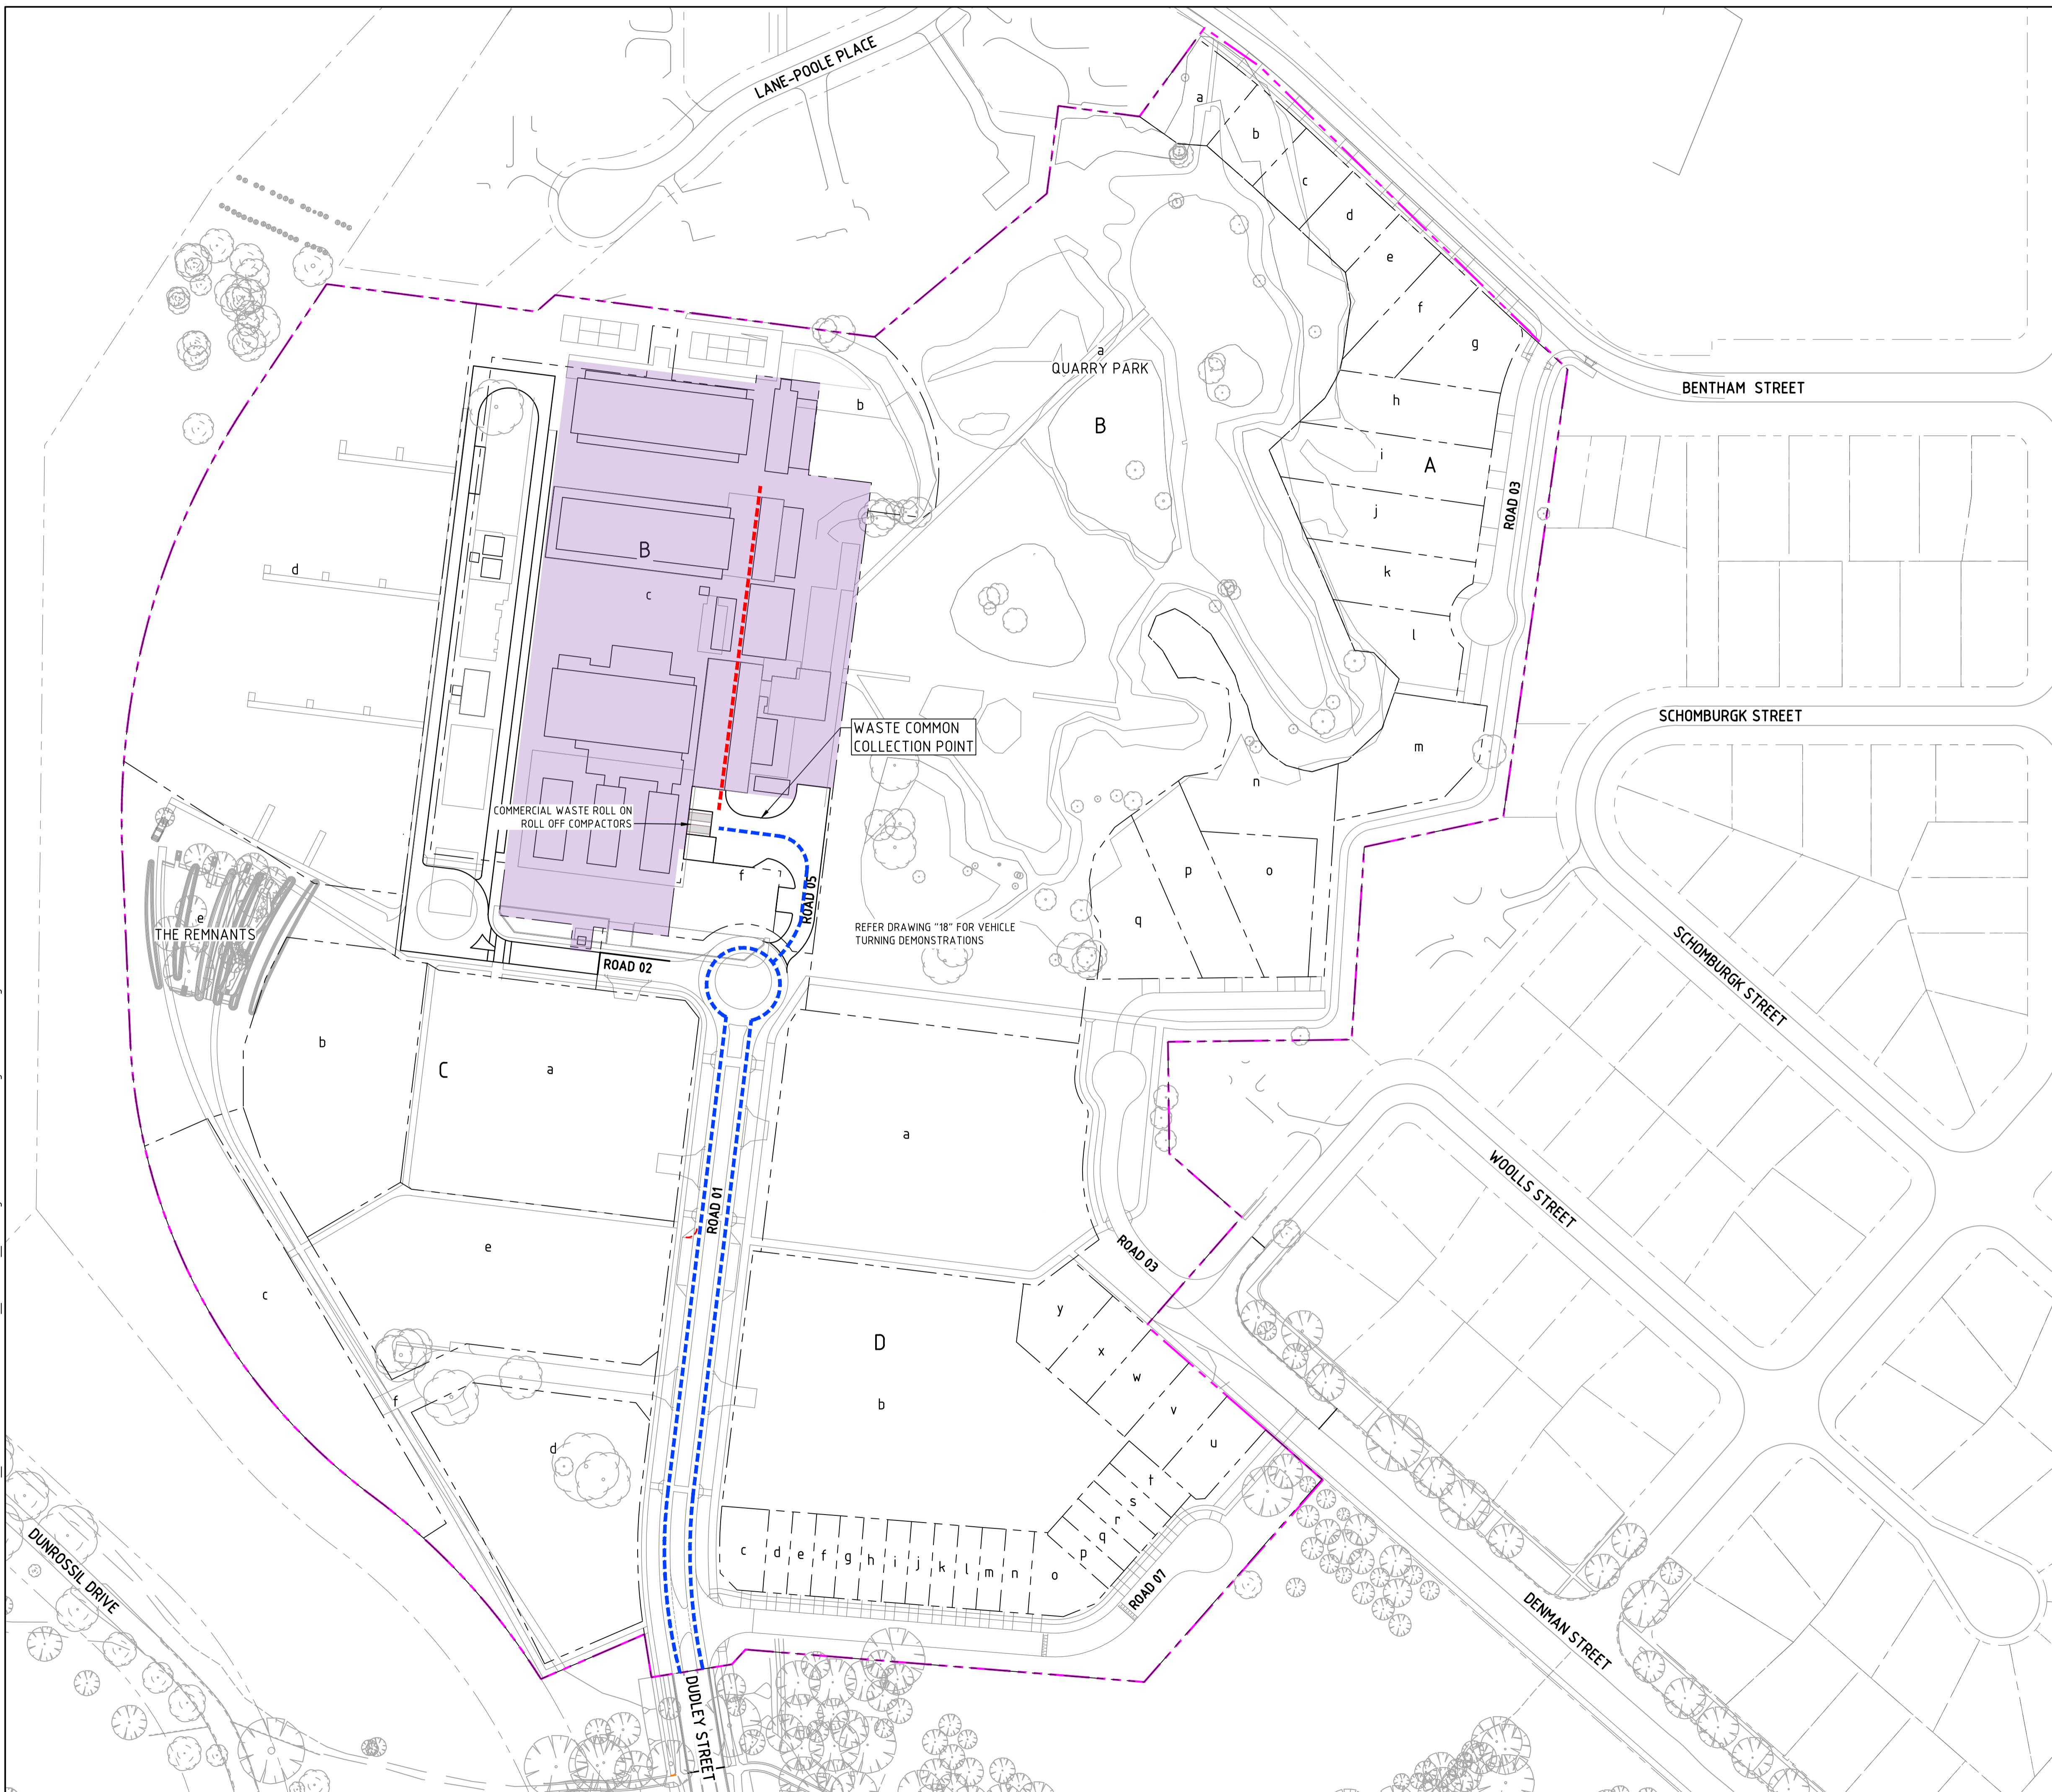 LANE-POOLE PLACE
a
b
c
d
e
f
g
h
i
A
j
k
l
m
n
o
p
q
ROAD 03
BENTHAM STREET
SCHOMBURGK STREET
SCHOMBURGK STREET
WOOLLS STREET
DENMAN STREET
a
QUARRY PARK
B
b
B
c
d
WASTE COMMON
COLLECTION POINT
COMMERCIAL WASTE ROLL ON
ROLL OFF COMPACTORS
f
ROAD 05
REFER DRAWING "18" FOR VEHICLE
TURNING DEMONSTRATIONS
e
THE REMNANTS
ROAD 02
b
C
a
a
ROAD 01
ROAD 03
e
c
f
d
D
b
y
x
w
v
u
t
s
r
q
p
c
d
e
f
g
h
i
j
k
l
m
n
o
ROAD 07
DUNROSSIL DRIVE
DUDLEY STREET